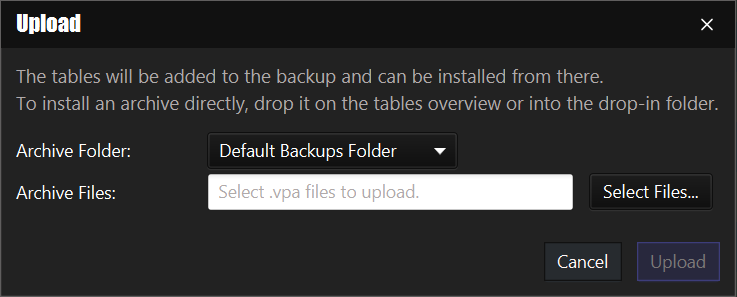 Upload
The tables will be added to the backup and can be installed from there.
To install an archive directly, drop it on the tables overview or into the drop-in folder.
Archive Folder: Default Backups Folder
Archive Files: Select .vpa files to upload. Select Files...
Cancel Upload